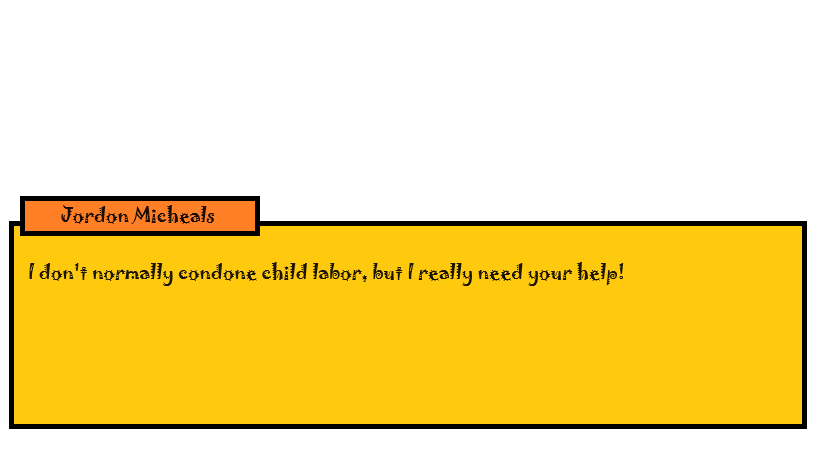 Jordon Micheals
I don't normally condone child labor, but I really need your help!